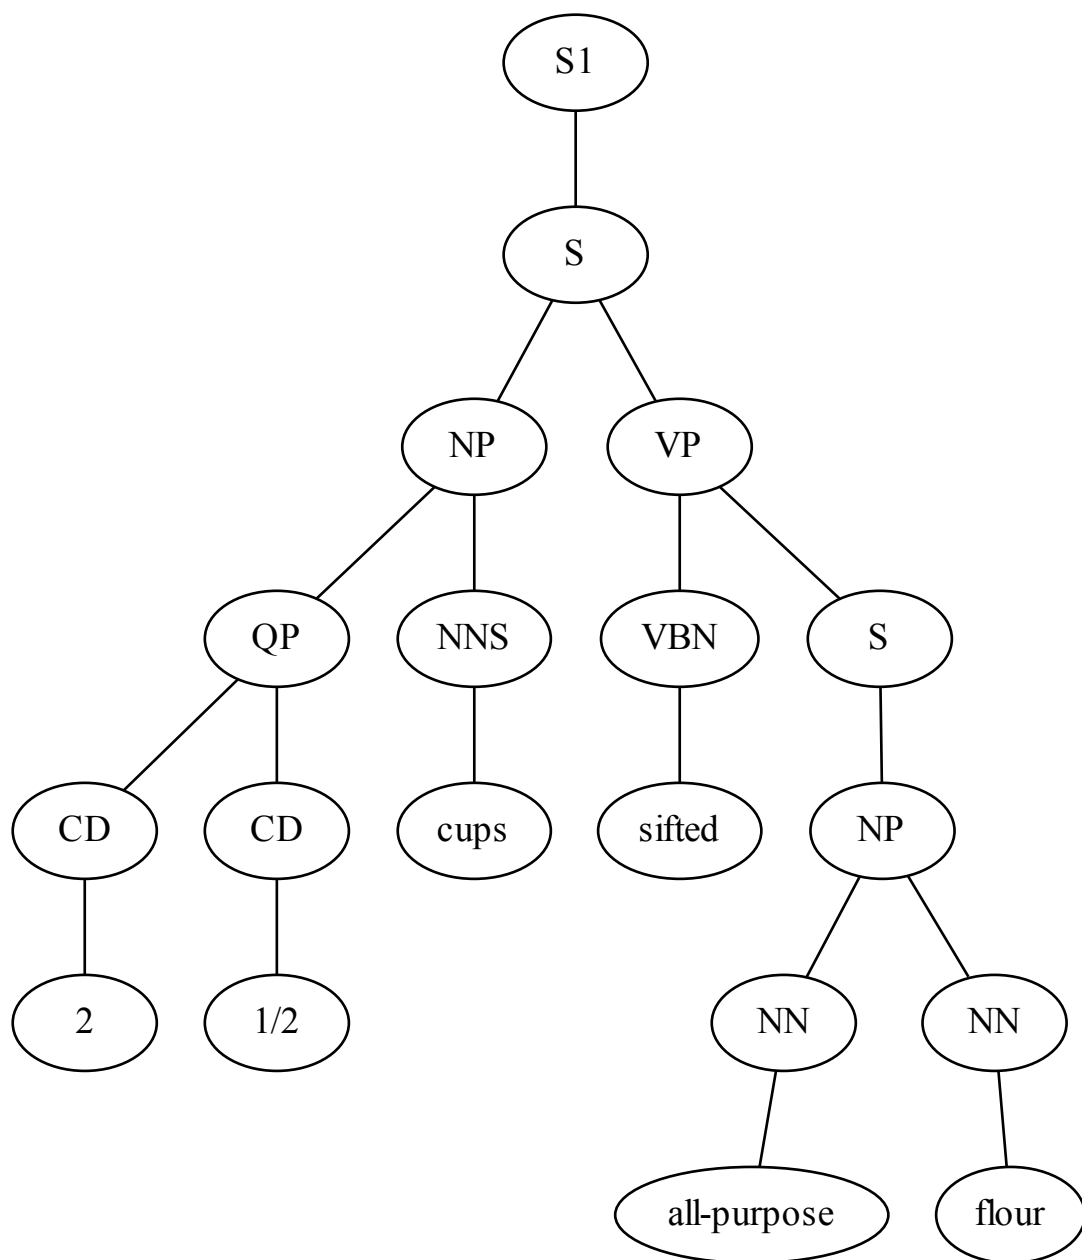 S1
S
NP VP
QP NNS VBN S
CD CD cups sifted NP
2 1/2 NN NN
all-purpose flour